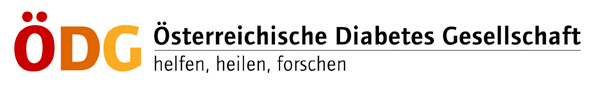 ÖDG Österreichische Diabetes Gesellschaft
helfen, heilen, forschen